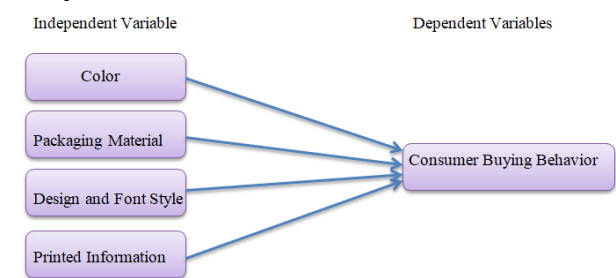 Independent Variable
Dependent Variables
Color
Packaging Material
Consumer Buying Behavior
Design and Font Style
Printed Information